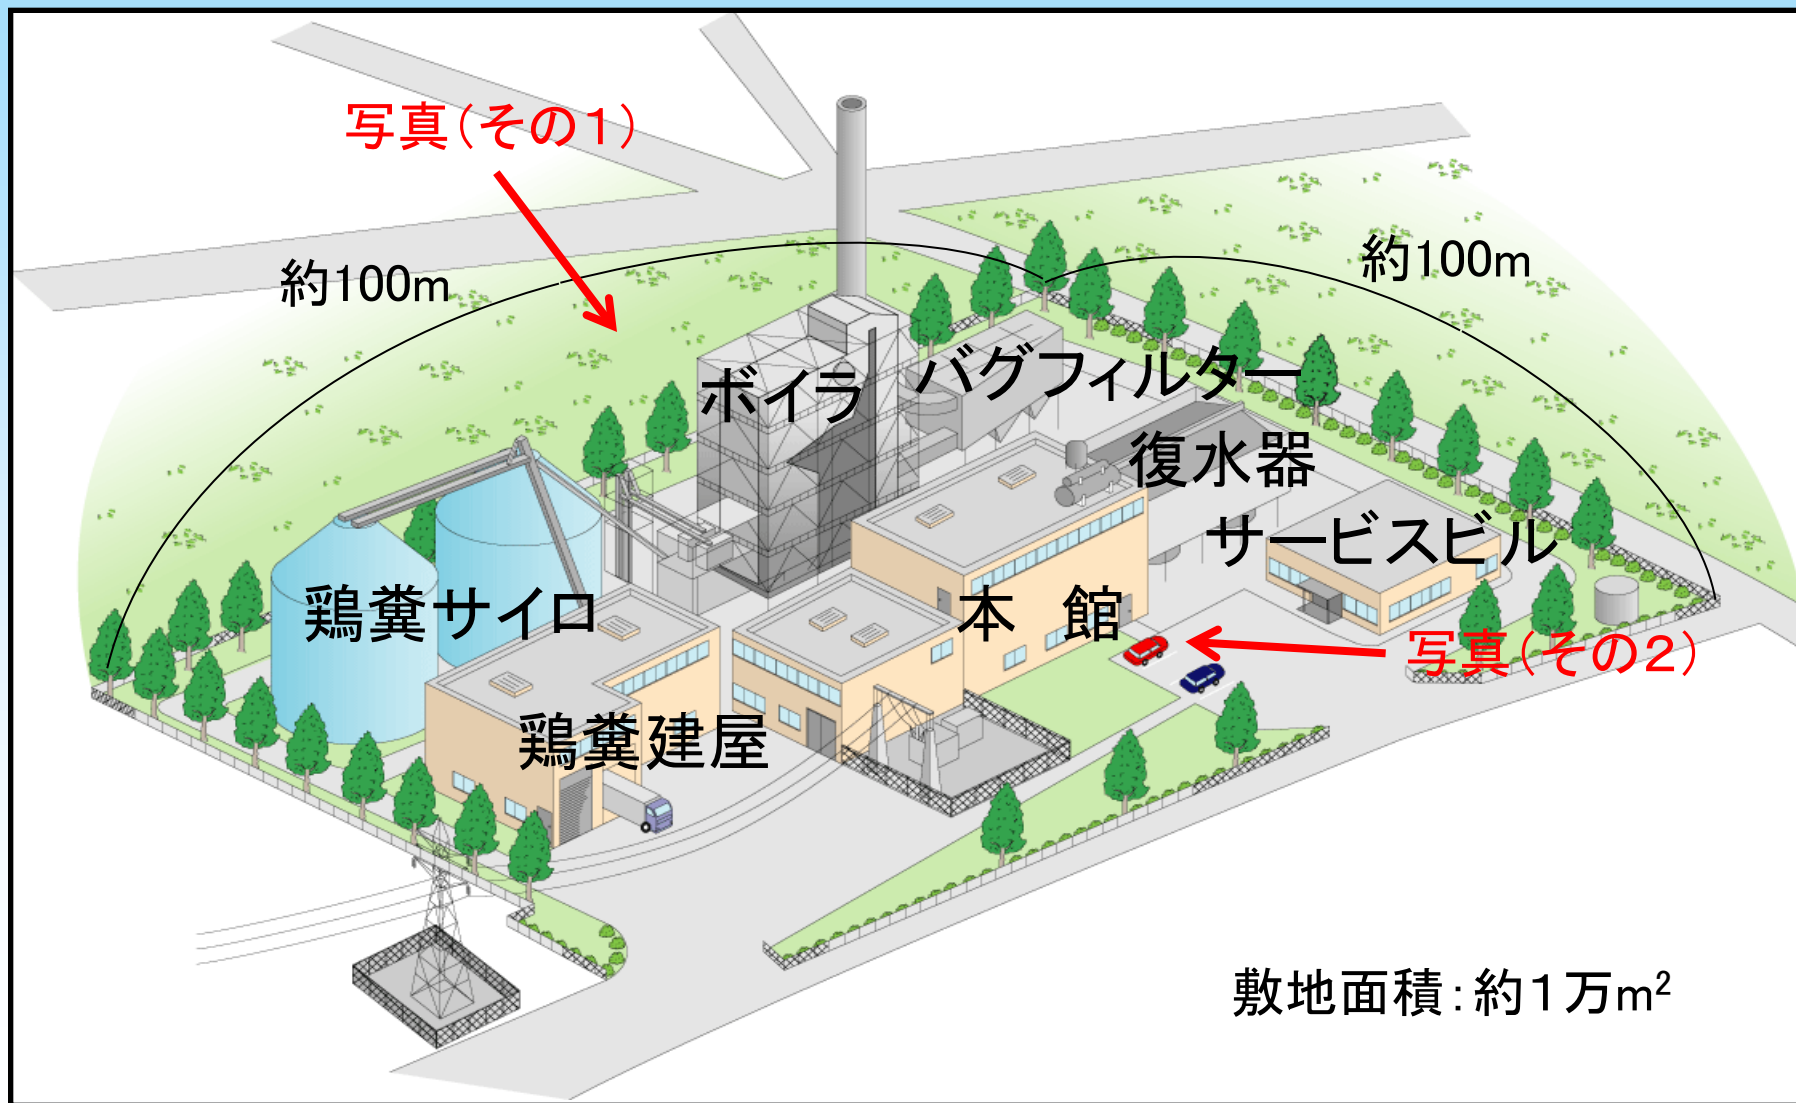 写真(その1)
約100m
約100m
ボイラ
バグフィルター
復水器
サービスビル
鶏糞サイロ
本 館
写真(その2)
鶏糞建屋
敷地面積:約1万m²